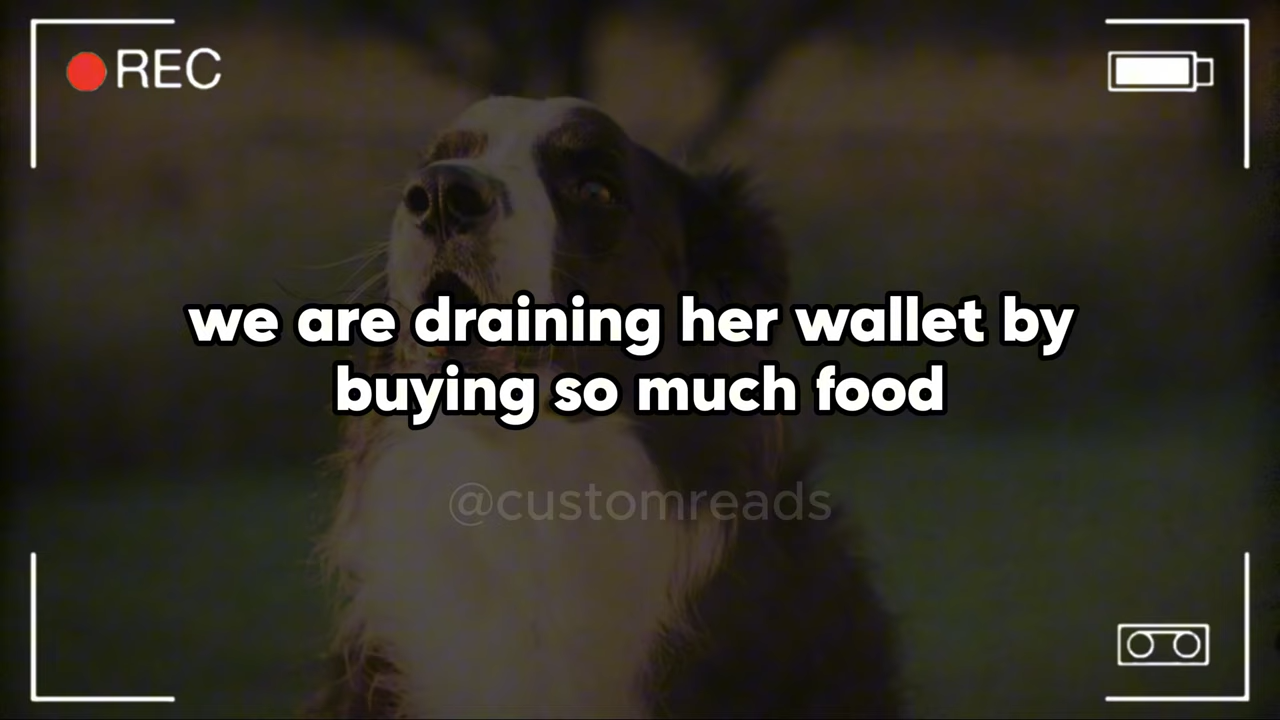 REC
we are draining her wallet by
buying so much food
@customreads